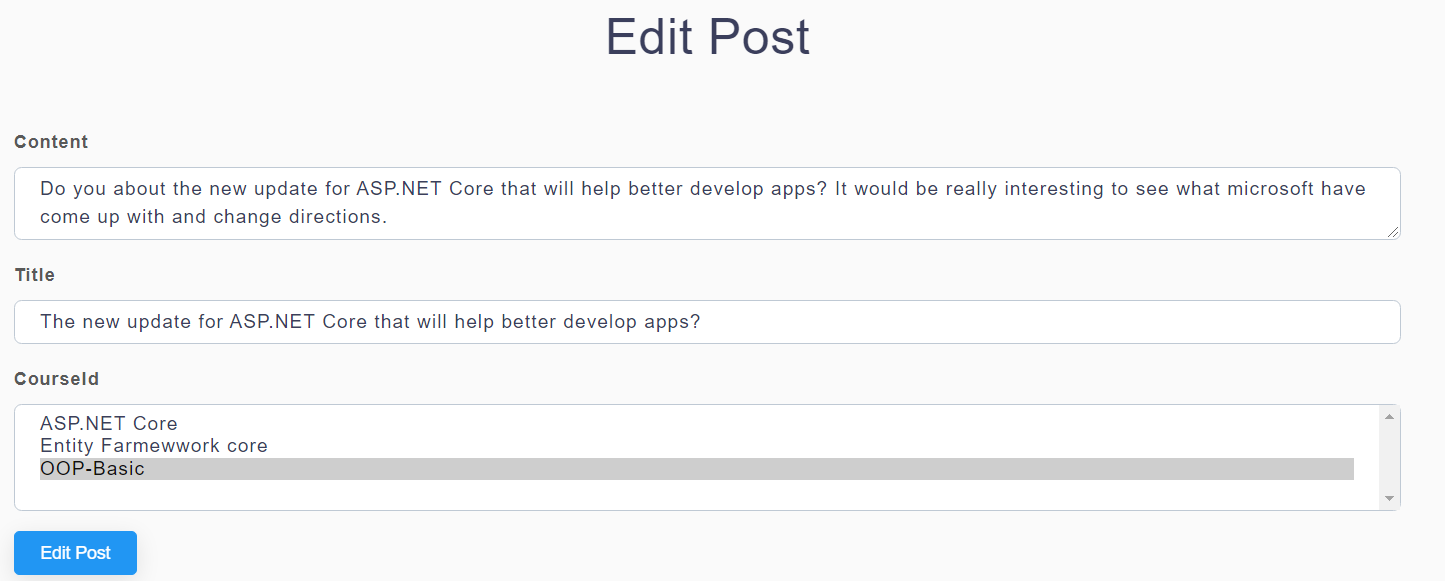 Edit Post
Content
Do you about the new update for ASP.NET Core that will help better develop apps? It would be really interesting to see what microsoft have
come up with and change directions.
Title
The new update for ASP.NET Core that will help better develop apps?
CourseId
ASP.NET Core
Entity Farmewwork core
OOP-Basic
Edit Post